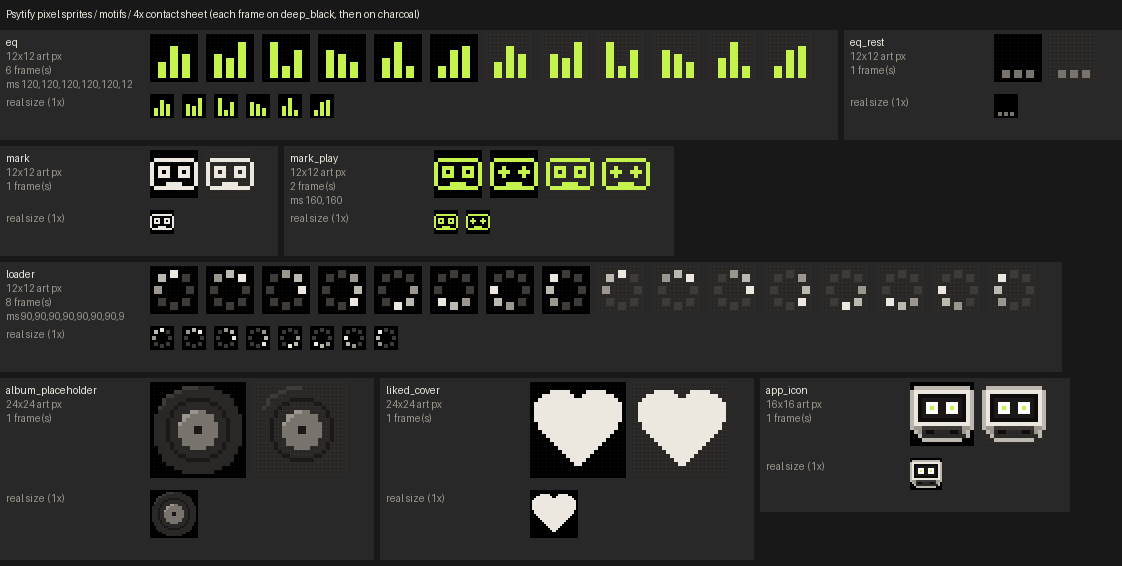 Psytify pixel sprites / motifs / 4x contact sheet (each frame on deep_black, then on charcoal)
eq
12x12 art px
6 frame(s)
ms 120,120,120,120,120,12
real size (1x)
eq_rest
12x12 art px
1 frame(s)
real size (1x)
mark
12x12 art px
1 frame(s)
real size (1x)
mark_play
12x12 art px
2 frame(s)
ms 160,160
real size (1x)
loader
12x12 art px
8 frame(s)
ms 90,90,90,90,90,90,90,9
real size (1x)
album_placeholder
24x24 art px
1 frame(s)
real size (1x)
liked_cover
24x24 art px
1 frame(s)
real size (1x)
app_icon
16x16 art px
1 frame(s)
real size (1x)